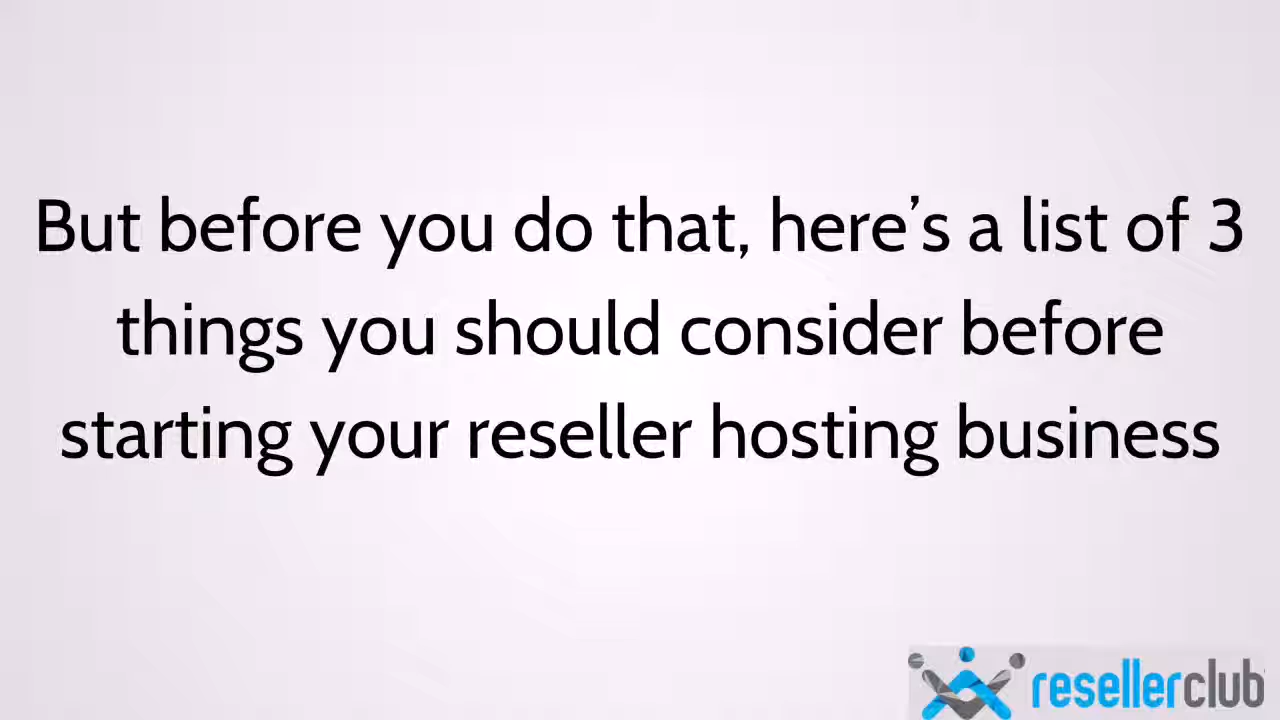 But before you do that, here’s a list of 3
things you should consider before
starting your reseller hosting business
resellerclub